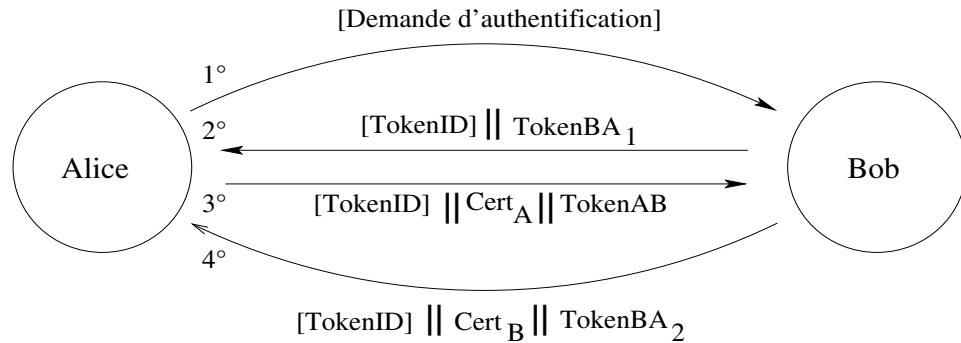 [Demande d'authentification]
1°
2°
[TokenID] || TokenBA1
Alice
Bob
3°
[TokenID] ||CertA||TokenAB
4°
[TokenID] || CertB || TokenBA2